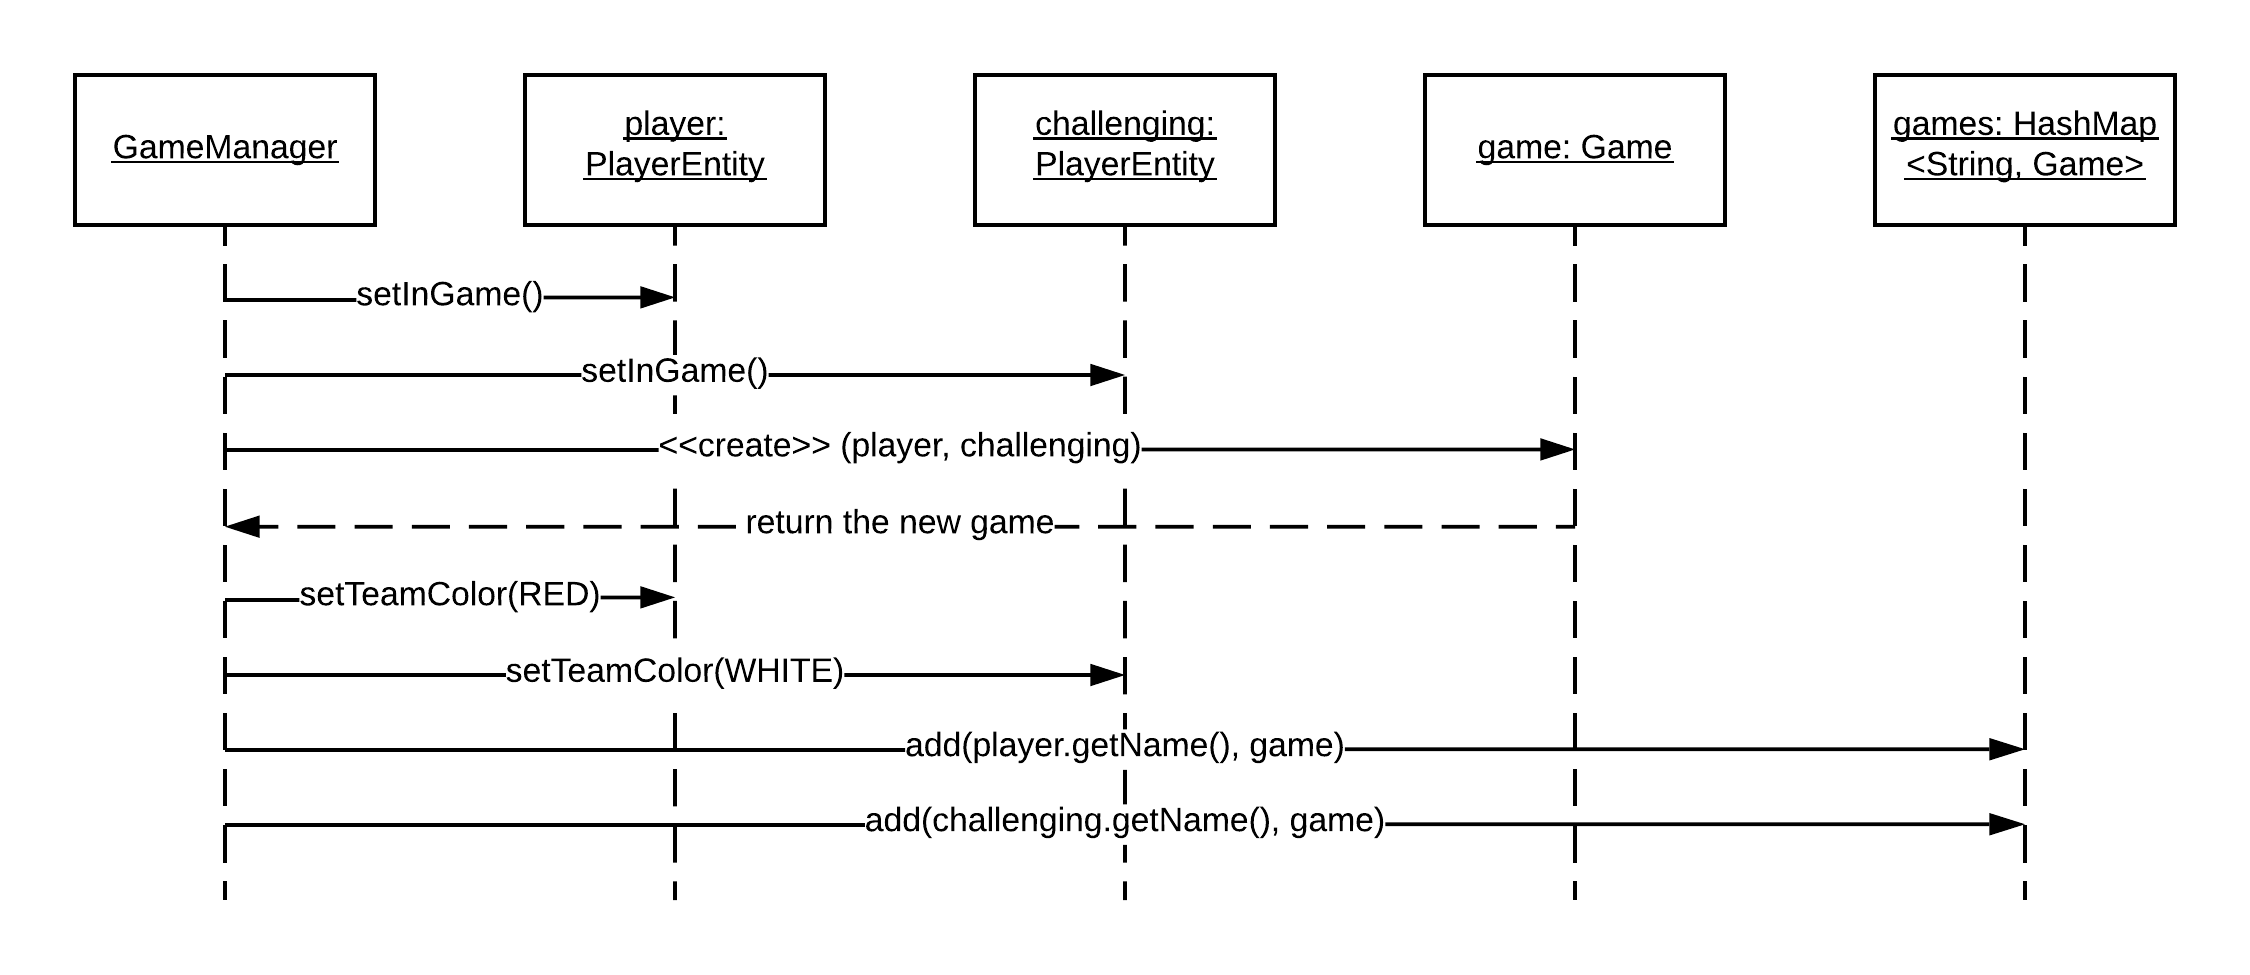 GameManager
player:
PlayerEntity
challenging:
PlayerEntity
game: Game
games: HashMap
<String, Game>
setInGame()
setInGame()
<<create>> (player, challenging)
return the new game
setTeamColor(RED)
setTeamColor(WHITE)
add(player.getName(), game)
add(challenging.getName(), game)